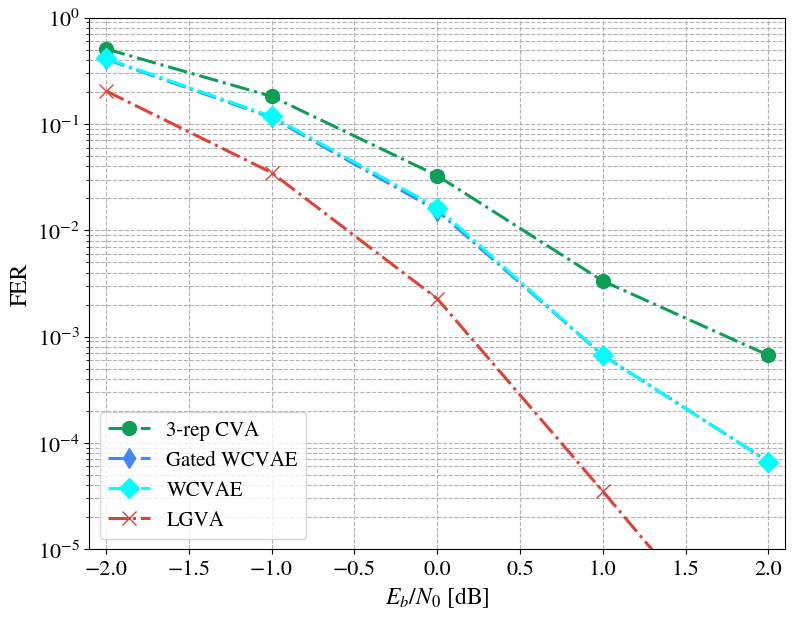 10⁰
10⁻¹
10⁻²
10⁻³
10⁻⁴
10⁻⁵
FER
3-rep CVA
Gated WCVAE
WCVAE
LGVA
−2.0 −1.5 −1.0 −0.5 0.0 0.5 1.0 1.5 2.0
E_b/N_0 [dB]